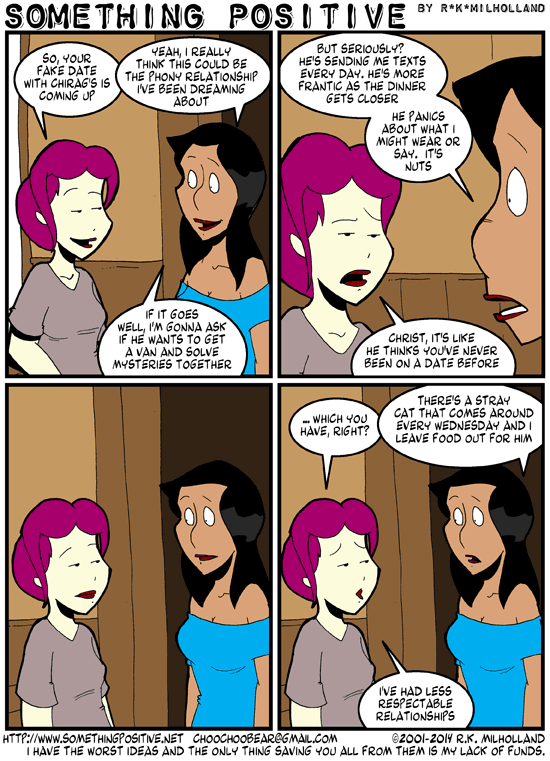 SOMETHING POSITIVE BY R*K*MILHOLLAND
SO, YOUR
FAKE DATE
WITH CHIRAG'S IS
COMING UP
YEAH, I REALLY
THINK THIS COULD BE
THE PHONY RELATIONSHIP
I'VE BEEN DREAMING
ABOUT
IF IT GOES
WELL, I'M GONNA ASK
IF HE WANTS TO GET
A VAN AND SOLVE
MYSTERIES TOGETHER
BUT SERIOUSLY?
HE'S SENDING ME TEXTS
EVERY DAY. HE'S MORE
FRANTIC AS THE DINNER
GETS CLOSER
HE PANICS
ABOUT WHAT I
MIGHT WEAR OR
SAY. IT'S
NUTS
CHRIST, IT'S LIKE
HE THINKS YOU'VE NEVER
BEEN ON A DATE BEFORE
... WHICH YOU
HAVE, RIGHT?
THERE'S A STRAY
CAT THAT COMES AROUND
EVERY WEDNESDAY AND I
LEAVE FOOD OUT FOR HIM
I'VE HAD LESS
RESPECTABLE
RELATIONSHIPS
HTTP://WWW.SOMETHINGPOSITIVE.NET CHOOCHOOBEAR@GMAIL.COM ©2001-2014 R.K. MILHOLLAND
I HAVE THE WORST IDEAS AND THE ONLY THING SAVING YOU ALL FROM THEM IS MY LACK OF FUNDS.